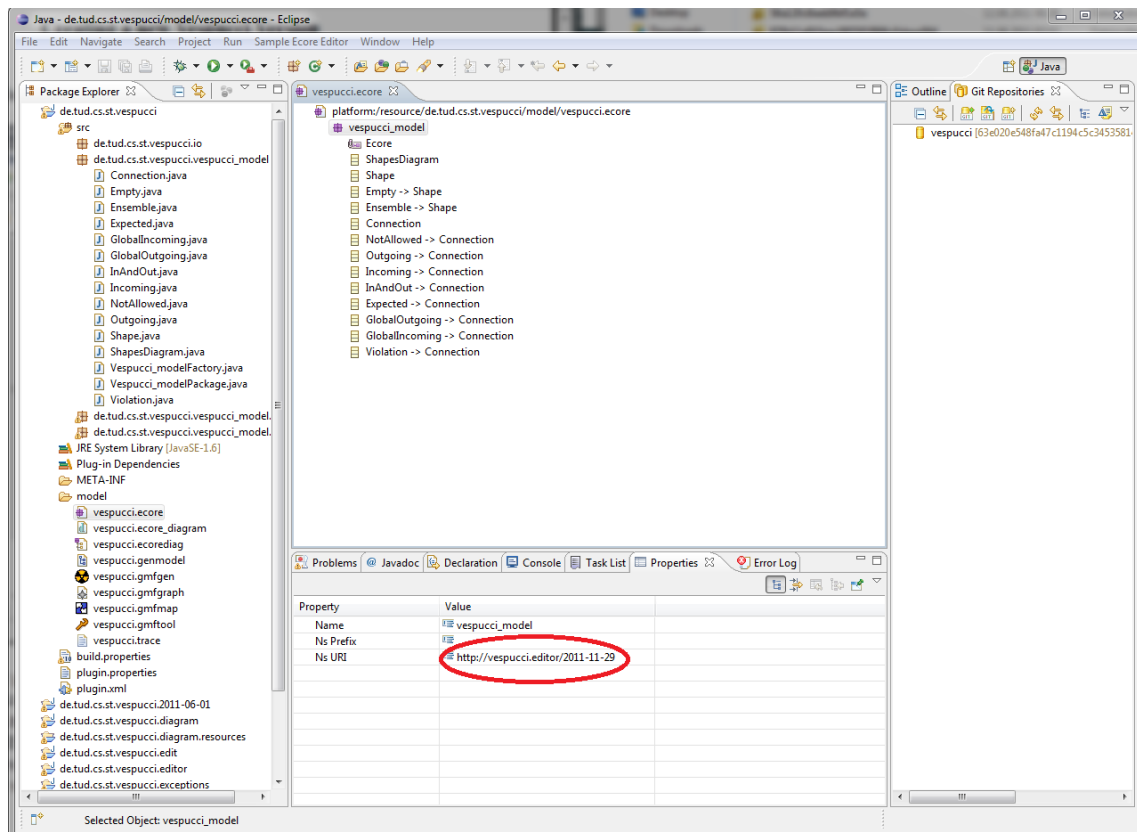 Java - de.tud.cs.st.vespucci/model/vespucci.ecore - Eclipse
File Edit Navigate Search Project Run Sample Ecore Editor Window Help
Java
Package Explorer
de.tud.cs.st.vespucci
src
de.tud.cs.st.vespucci.io
de.tud.cs.st.vespucci.vespucci_model
Connection.java
Empty.java
Ensemble.java
Expected.java
GlobalIncoming.java
GlobalOutgoing.java
InAndOut.java
Incoming.java
NotAllowed.java
Outgoing.java
Shape.java
ShapesDiagram.java
Vespucci_modelFactory.java
Vespucci_modelPackage.java
Violation.java
de.tud.cs.st.vespucci.vespucci_model.
de.tud.cs.st.vespucci.vespucci_model.
JRE System Library [JavaSE-1.6]
Plug-in Dependencies
META-INF
model
vespucci.ecore
vespucci.ecore_diagram
vespucci.ecorediag
vespucci.genmodel
vespucci.gmfgen
vespucci.gmfgraph
vespucci.gmfmap
vespucci.gmftool
vespucci.trace
build.properties
plugin.properties
plugin.xml
de.tud.cs.st.vespucci.2011-06-01
de.tud.cs.st.vespucci.diagram
de.tud.cs.st.vespucci.diagram.resources
de.tud.cs.st.vespucci.edit
de.tud.cs.st.vespucci.editor
de.tud.cs.st.vespucci.exceptions
vespucci.ecore
platform:/resource/de.tud.cs.st.vespucci/model/vespucci.ecore
vespucci_model
Ecore
ShapesDiagram
Shape
Empty -> Shape
Ensemble -> Shape
Connection
NotAllowed -> Connection
Outgoing -> Connection
Incoming -> Connection
InAndOut -> Connection
Expected -> Connection
GlobalOutgoing -> Connection
GlobalIncoming -> Connection
Violation -> Connection
Problems @ Javadoc Declaration Console Task List Properties Error Log
Property Value
Name vespucci_model
Ns Prefix
Ns URI http://vespucci.editor/2011-11-29
Outline Git Repositories
vespucci [63e020e548fa47c1194c5c3453581
Selected Object: vespucci_model